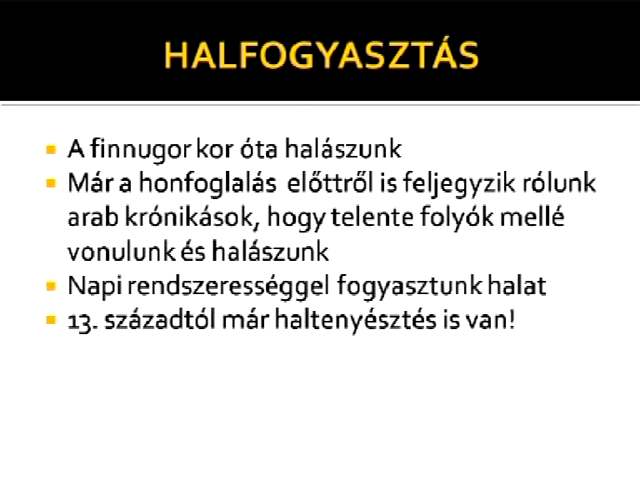 HALFOGYASZTÁS
▪ A finnugor kor óta halászunk
▪ Már a honfoglalás előttről is feljegyzik rólunk
arab krónikások, hogy telente folyók mellé
vonulunk és halászunk
▪ Napi rendszerességgel fogyasztunk halat
▪ 13. századtól már haltenyésztés is van!